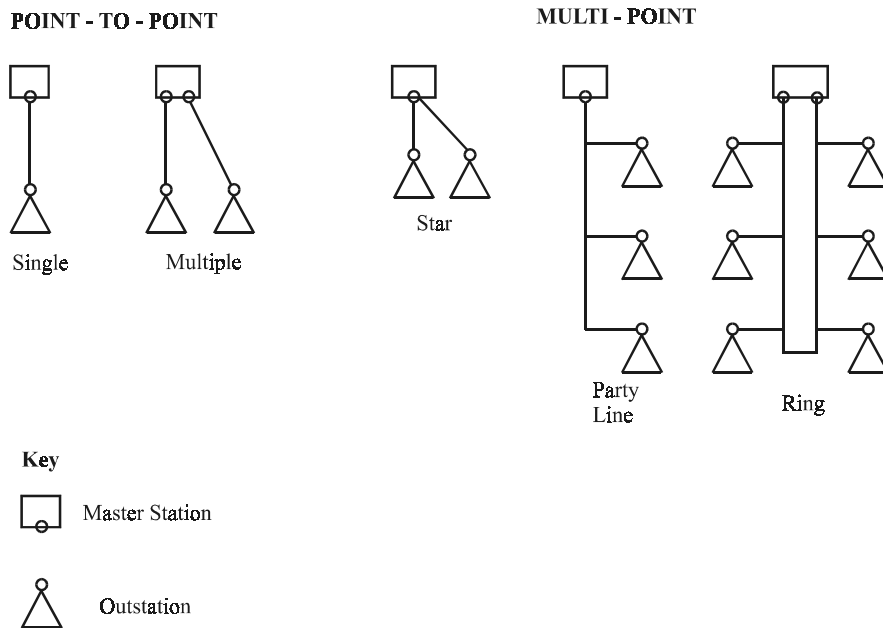 POINT - TO - POINT
MULTI - POINT
Single
Multiple
Star
Party
Line
Ring
Key
Master Station
Outstation